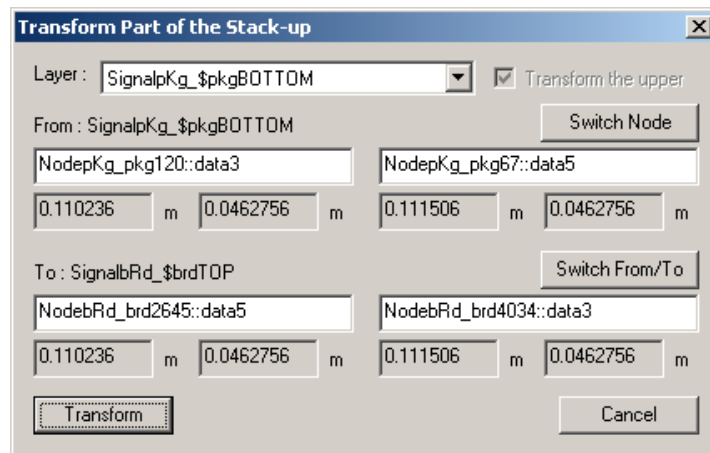 Transform Part of the Stack-up
Layer : SignalpKg_$pkgBOTTOM Transform the upper
From : SignalpKg_$pkgBOTTOM Switch Node
NodepKg_pkg120::data3 NodepKg_pkg67::data5
0.110236 m 0.0462756 m 0.111506 m 0.0462756 m
To : SignalbRd_$brdTOP Switch From/To
NodebRd_brd2645::data5 NodebRd_brd4034::data3
0.110236 m 0.0462756 m 0.111506 m 0.0462756 m
Transform Cancel